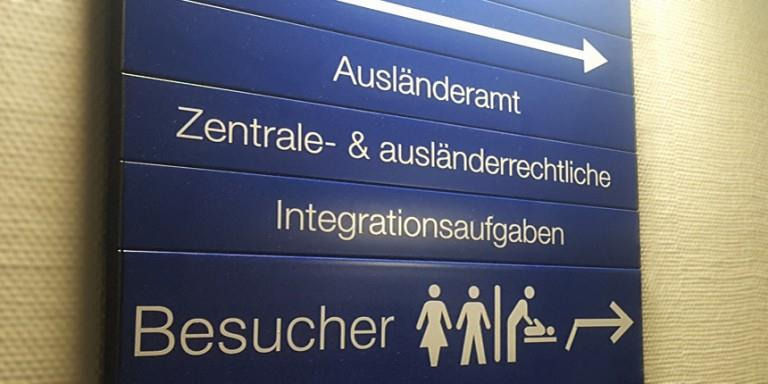 Ausländeramt
Zentrale- & ausländerrechtliche
Integrationsaufgaben
Besucher